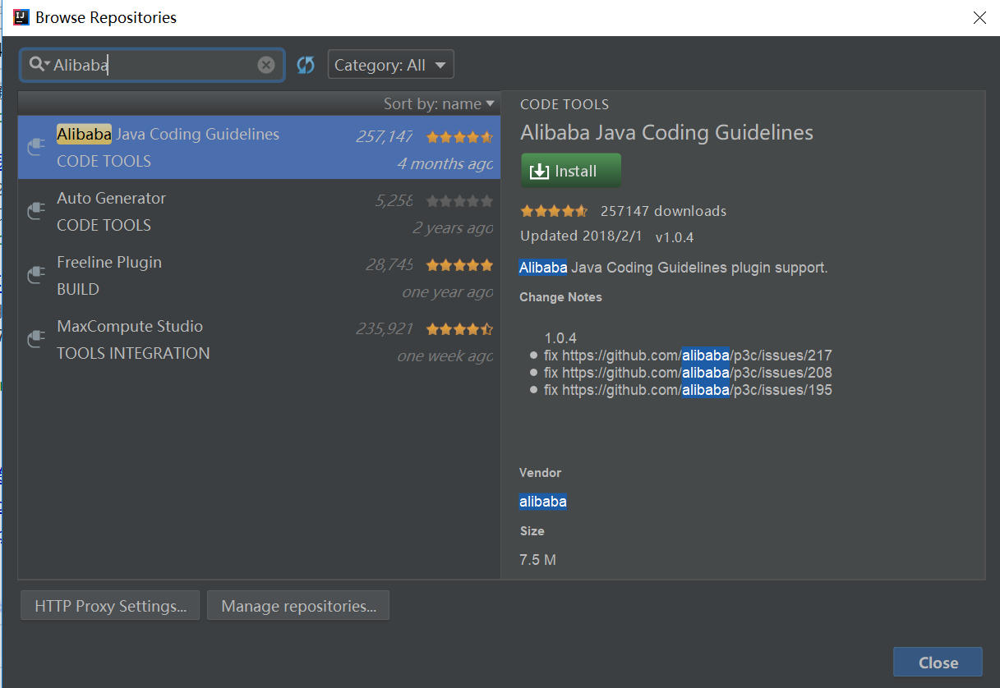 Browse Repositories
Alibaba
Category: All
Sort by: name
Alibaba Java Coding Guidelines 257,147
CODE TOOLS 4 months ago
Auto Generator 5,258
CODE TOOLS 2 years ago
Freeline Plugin 28,745
BUILD one year ago
MaxCompute Studio 235,921
TOOLS INTEGRATION one week ago
CODE TOOLS
Alibaba Java Coding Guidelines
Install
257147 downloads
Updated 2018/2/1 v1.0.4
Alibaba Java Coding Guidelines plugin support.
Change Notes
1.0.4
fix https://github.com/alibaba/p3c/issues/217
fix https://github.com/alibaba/p3c/issues/208
fix https://github.com/alibaba/p3c/issues/195
Vendor
alibaba
Size
7.5 M
HTTP Proxy Settings...
Manage repositories...
Close